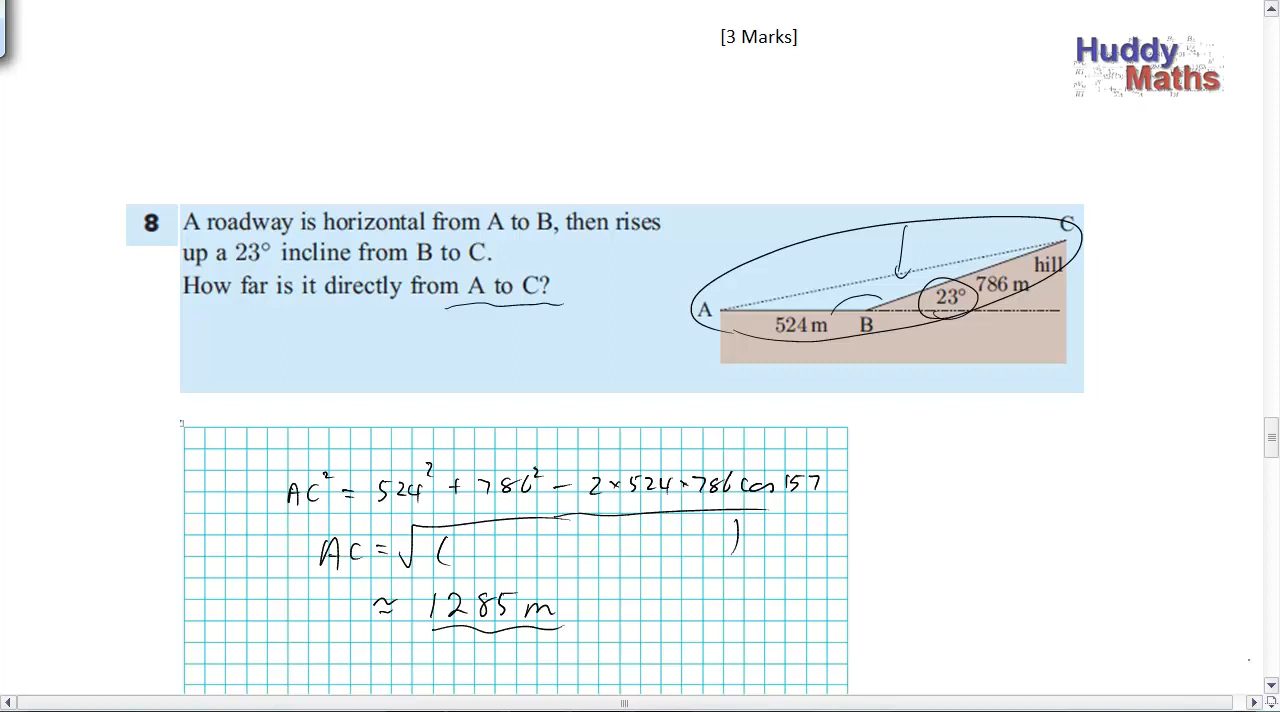 [3 Marks]
Huddy
Maths
8 A roadway is horizontal from A to B, then rises
up a 23° incline from B to C.
How far is it directly from A to C?
C
hill
786 m
23°
A
524 m
B
AC² = 524² + 786² − 2×524×786 cos 157
AC = √( )
≈ 1285 m